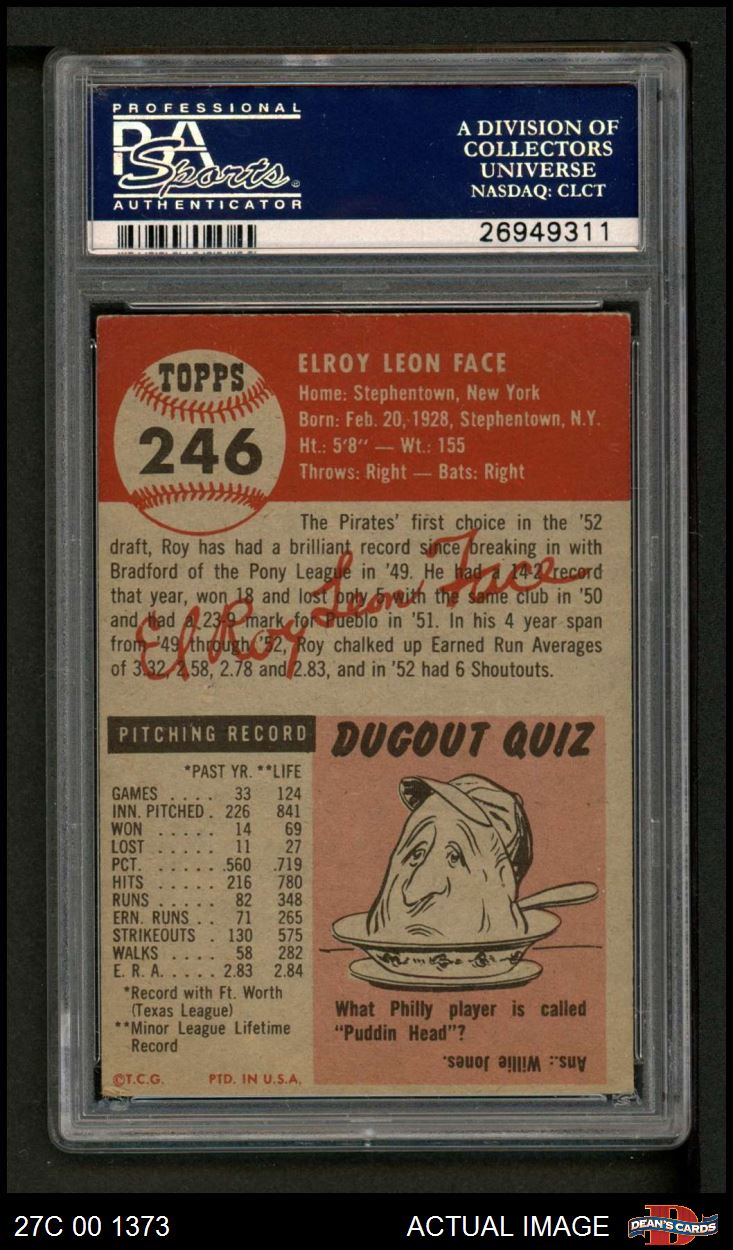 PROFESSIONAL
PSA
Sports
AUTHENTICATOR
A DIVISION OF
COLLECTORS
UNIVERSE
NASDAQ: CLCT
26949311
TOPPS
246
ELROY LEON FACE
Home: Stephentown, New York
Born: Feb. 20, 1928, Stephentown, N.Y.
Ht.: 5'8" — Wt.: 155
Throws: Right — Bats: Right
The Pirates' first choice in the '52
draft, Roy has had a brilliant record since breaking in with
Bradford of the Pony League in '49. He had a 14-2 record
that year, won 18 and lost only 5 with the same club in '50
and had a 23-9 mark for Pueblo in '51. In his 4 year span
from '49 through '52, Roy chalked up Earned Run Averages
of 3.32, 2.58, 2.78 and 2.83, and in '52 had 6 Shoutouts.
El Roy Leon Face
PITCHING RECORD
*PAST YR. **LIFE
GAMES . . . . 33 124
INN. PITCHED . 226 841
WON . . . . . 14 69
LOST . . . . . 11 27
PCT. . . . . . .560 .719
HITS . . . . . 216 780
RUNS . . . . . 82 348
ERN. RUNS . . 71 265
STRIKEOUTS . 130 575
WALKS . . . . 58 282
E. R. A. . . . . 2.83 2.84
*Record with Ft. Worth
(Texas League)
**Minor League Lifetime
Record
©T.C.G. PTD. IN U.S.A.
DUGOUT QUIZ
What Philly player is called
"Puddin Head"?
Ans.: Willie Jones.
27C 00 1373
ACTUAL IMAGE
D
DEAN'S CARDS